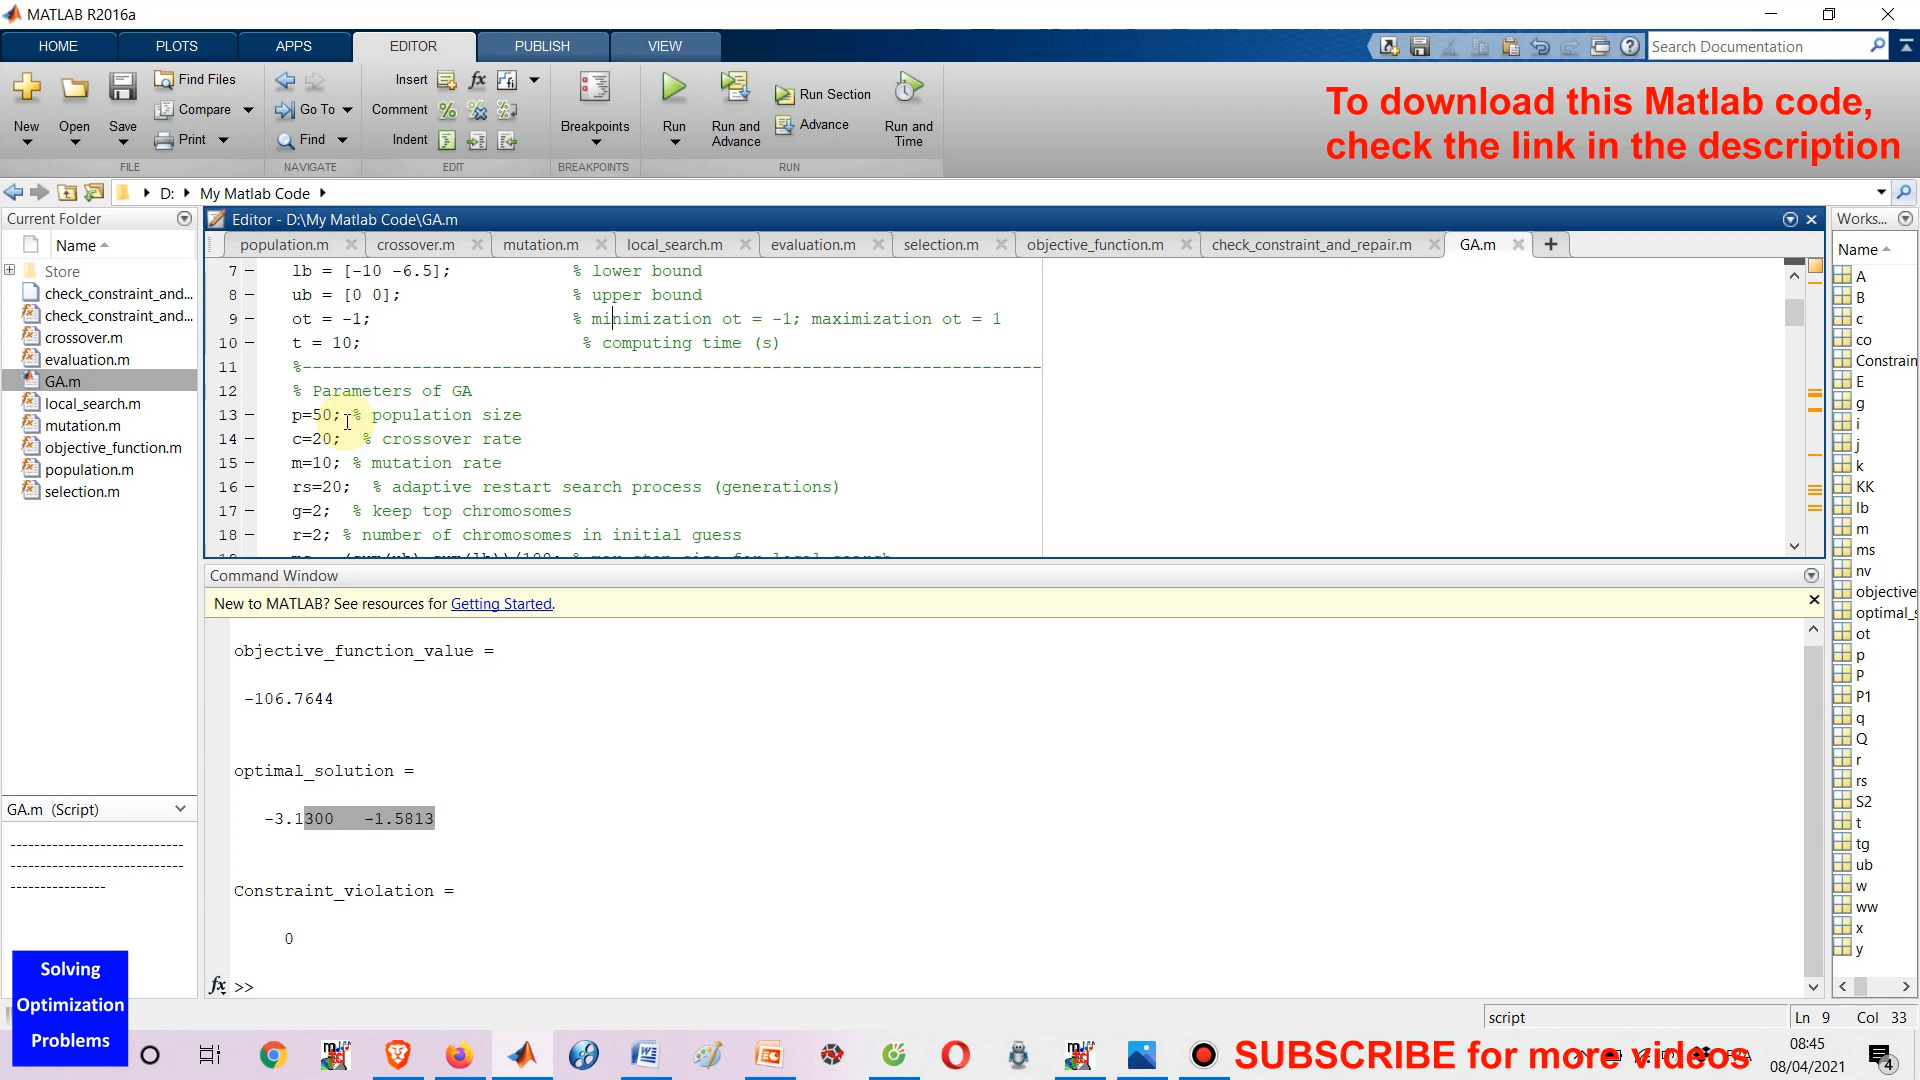 MATLAB R2016a
HOME PLOTS APPS EDITOR PUBLISH VIEW
Search Documentation
New
Open
Save
Find Files
Compare
Print
FILE
Go To
Find
NAVIGATE
Insert
Comment
Indent
EDIT
Breakpoints
BREAKPOINTS
Run
Run and
Advance
Run Section
Advance
Run and
Time
RUN
To download this Matlab code,
check the link in the description
D: My Matlab Code
Current Folder
Name
Store
check_constraint_and...
check_constraint_and...
crossover.m
evaluation.m
GA.m
local_search.m
mutation.m
objective_function.m
population.m
selection.m
GA.m (Script)
Editor - D:\My Matlab Code\GA.m
population.m crossover.m mutation.m local_search.m evaluation.m selection.m objective_function.m check_constraint_and_repair.m GA.m
7 - lb = [-10 -6.5]; % lower bound
8 - ub = [0 0]; % upper bound
9 - ot = -1; % minimization ot = -1; maximization ot = 1
10 - t = 10; % computing time (s)
11 %--------------------------------------------------------------------------
12 % Parameters of GA
13 - p=50; % population size
14 - c=20; % crossover rate
15 - m=10; % mutation rate
16 - rs=20; % adaptive restart search process (generations)
17 - g=2; % keep top chromosomes
18 - r=2; % number of chromosomes in initial guess
Command Window
New to MATLAB? See resources for Getting Started.
objective_function_value =
-106.7644
optimal_solution =
-3.1300 -1.5813
Constraint_violation =
0
fx >>
Works...
Name
A
B
c
co
Constrain
E
g
i
j
k
KK
lb
m
ms
nv
objective
optimal_s
ot
p
P
P1
q
Q
r
rs
S2
t
tg
ub
w
ww
x
y
script
Ln 9 Col 33
Solving
Optimization
Problems
SUBSCRIBE for more videos
08:45
08/04/2021
4